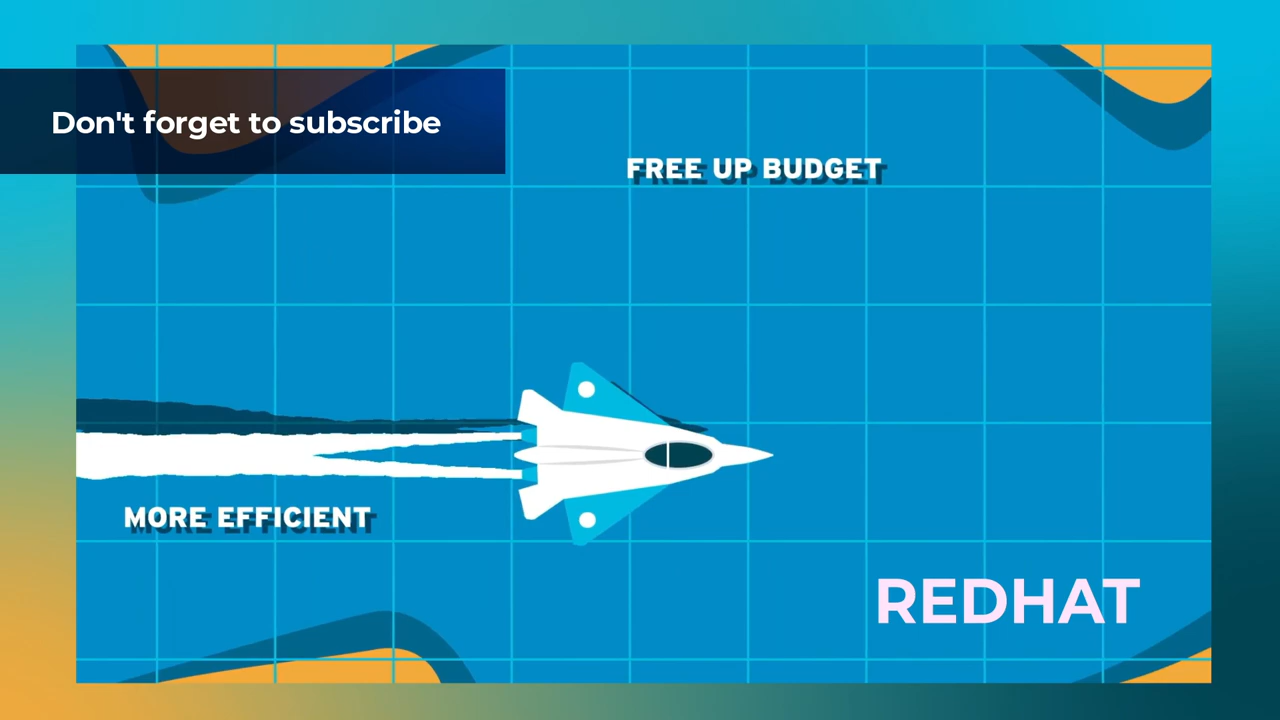 Don't forget to subscribe
FREE UP BUDGET
MORE EFFICIENT
REDHAT